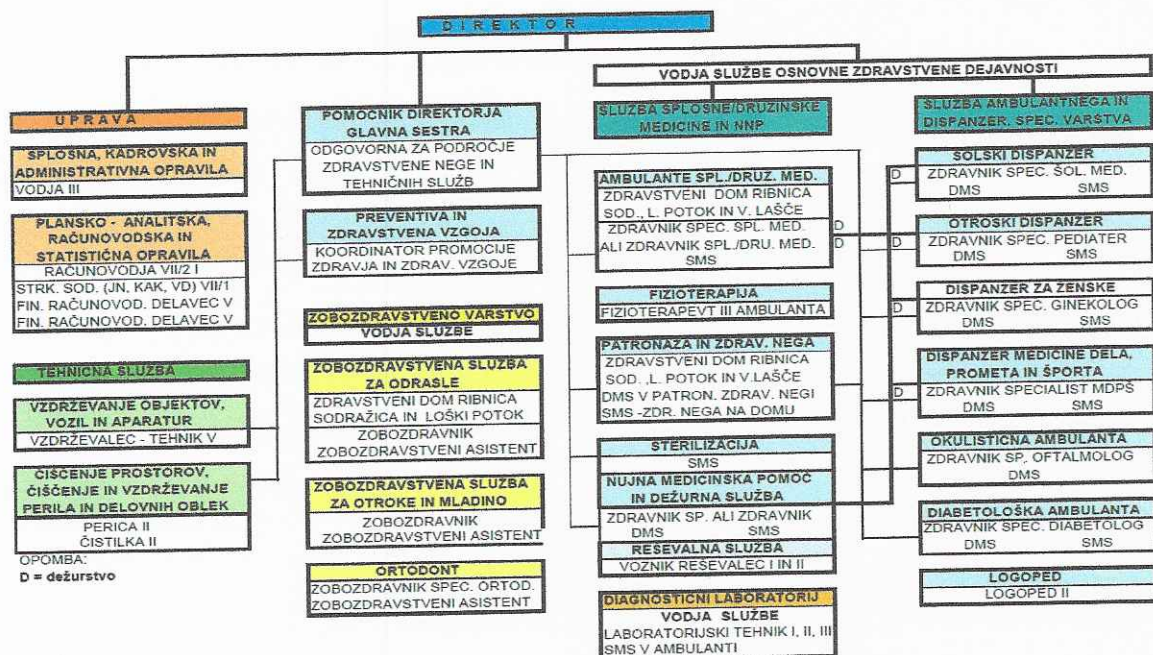 DIREKTOR
VODJA SLUŽBE OSNOVNE ZDRAVSTVENE DEJAVNOSTI
UPRAVA
SPLOŠNA, KADROVSKA IN
ADMINISTRATIVNA OPRAVILA
VODJA III
PLANSKO - ANALITSKA,
RAČUNOVODSKA IN
STATISTIČNA OPRAVILA
RAČUNOVODJA VII/2 I
STRK. SOD. (JN, KAK, VD) VII/1
FIN. RAČUNOVOD. DELAVEC V
FIN. RAČUNOVOD. DELAVEC V
TEHNIČNA SLUŽBA
VZDRŽEVANJE OBJEKTOV,
VOZIL IN APARATUR
VZDRŽEVALEC - TEHNIK V
ČIŠČENJE PROSTOROV,
ČIŠČENJE IN VZDRŽEVANJE
PERILA IN DELOVNIH OBLEK
PERICA II
ČISTILKA II
OPOMBA:
D = dežurstvo
POMOČNIK DIREKTORJA
GLAVNA SESTRA
ODGOVORNA ZA PODROČJE
ZDRAVSTVENE NEGE IN
TEHNIČNIH SLUŽB
PREVENTIVA IN
ZDRAVSTVENA VZGOJA
KOORDINATOR PROMOCIJE
ZDRAVJA IN ZDRAV. VZGOJE
ZOBOZDRAVSTVENO VARSTVO
VODJA SLUŽBE
ZOBOZDRAVSTVENA SLUŽBA
ZA ODRASLE
ZDRAVSTVENI DOM RIBNICA
SODRAŽICA IN LOŠKI POTOK
ZOBOZDRAVNIK
ZOBOZDRAVSTVENI ASISTENT
ZOBOZDRAVSTVENA SLUŽBA
ZA OTROKE IN MLADINO
ZOBOZDRAVNIK
ZOBOZDRAVSTVENI ASISTENT
ORTODONT
ZOBOZDRAVNIK SPEC. ORTOD.
ZOBOZDRAVSTVENI ASISTENT
SLUŽBA SPLOŠNE/DRUŽINSKE
MEDICINE IN NNP
AMBULANTE SPL./DRUŽ. MED.
ZDRAVSTVENI DOM RIBNICA
SOD., L. POTOK IN V. LAŠČE
ZDRAVNIK SPEC. SPL. MED.
ALI ZDRAVNIK SPL./DRU. MED.
SMS
D
D
FIZIOTERAPIJA
FIZIOTERAPEVT III AMBULANTA
PATRONAŽA IN ZDRAV. NEGA
ZDRAVSTVENI DOM RIBNICA
SOD.,L. POTOK IN V.LAŠČE
DMS V PATRON. ZDRAV. NEGI
SMS -ZDR. NEGA NA DOMU
STERILIZACIJA
SMS
NUJNA MEDICINSKA POMOČ
IN DEŽURNA SLUŽBA
ZDRAVNIK SP. ALI ZDRAVNIK
DMS SMS
REŠEVALNA SLUŽBA
VOZNIK REŠEVALEC I IN II
DIAGNOSTIČNI LABORATORIJ
VODJA SLUŽBE
LABORATORIJSKI TEHNIK I, II, III
SMS V AMBULANTI
SLUŽBA AMBULANTNEGA IN
DISPANZER. SPEC. VARSTVA
ŠOLSKI DISPANZER
D ZDRAVNIK SPEC. ŠOL. MED.
DMS SMS
OTROŠKI DISPANZER
D ZDRAVNIK SPEC. PEDIATER
DMS SMS
DISPANZER ZA ŽENSKE
D ZDRAVNIK SPEC. GINEKOLOG
DMS SMS
DISPANZER MEDICINE DELA,
PROMETA IN ŠPORTA
D ZDRAVNIK SPECIALIST MDPŠ
DMS SMS
OKULISTIČNA AMBULANTA
ZDRAVNIK SP, OFTALMOLOG
DMS
DIABETOLOŠKA AMBULANTA
ZDRAVNIK SPEC. DIABETOLOG
DMS SMS
LOGOPED
LOGOPED II